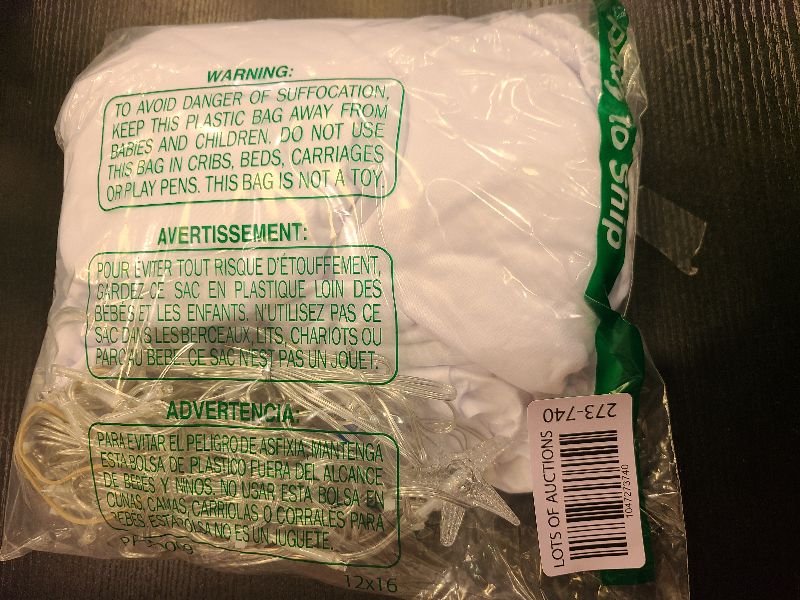 WARNING:
TO AVOID DANGER OF SUFFOCATION,
KEEP THIS PLASTIC BAG AWAY FROM
BABIES AND CHILDREN. DO NOT USE
THIS BAG IN CRIBS, BEDS, CARRIAGES
OR PLAY PENS. THIS BAG IS NOT A TOY.
AVERTISSEMENT:
POUR ÉVITER TOUT RISQUE D'ÉTOUFFEMENT,
GARDEZ CE SAC EN PLASTIQUE LOIN DES
BÉBÉS ET LES ENFANTS. N'UTILISEZ PAS CE
SAC DANS LES BERCEAUX, LITS, CHARIOTS OU
PARC AU BEBE. CE SAC N'EST PAS UN JOUET.
ADVERTENCIA:
PARA EVITAR EL PELIGRO DE ASFIXIA, MANTENGA
ESTA BOLSA DE PLÁSTICO FUERA DEL ALCANCE
DE BEBÉS Y NIÑOS. NO USAR ESTA BOLSA EN
CUNAS, CAMAS, CARRIOLAS O CORRALES PARA
BEBÉS. ESTA BOLSA NO ES UN JUGUETE.
12x16
to Ship
273-740
LOTS OF AUCTIONS
1047273740